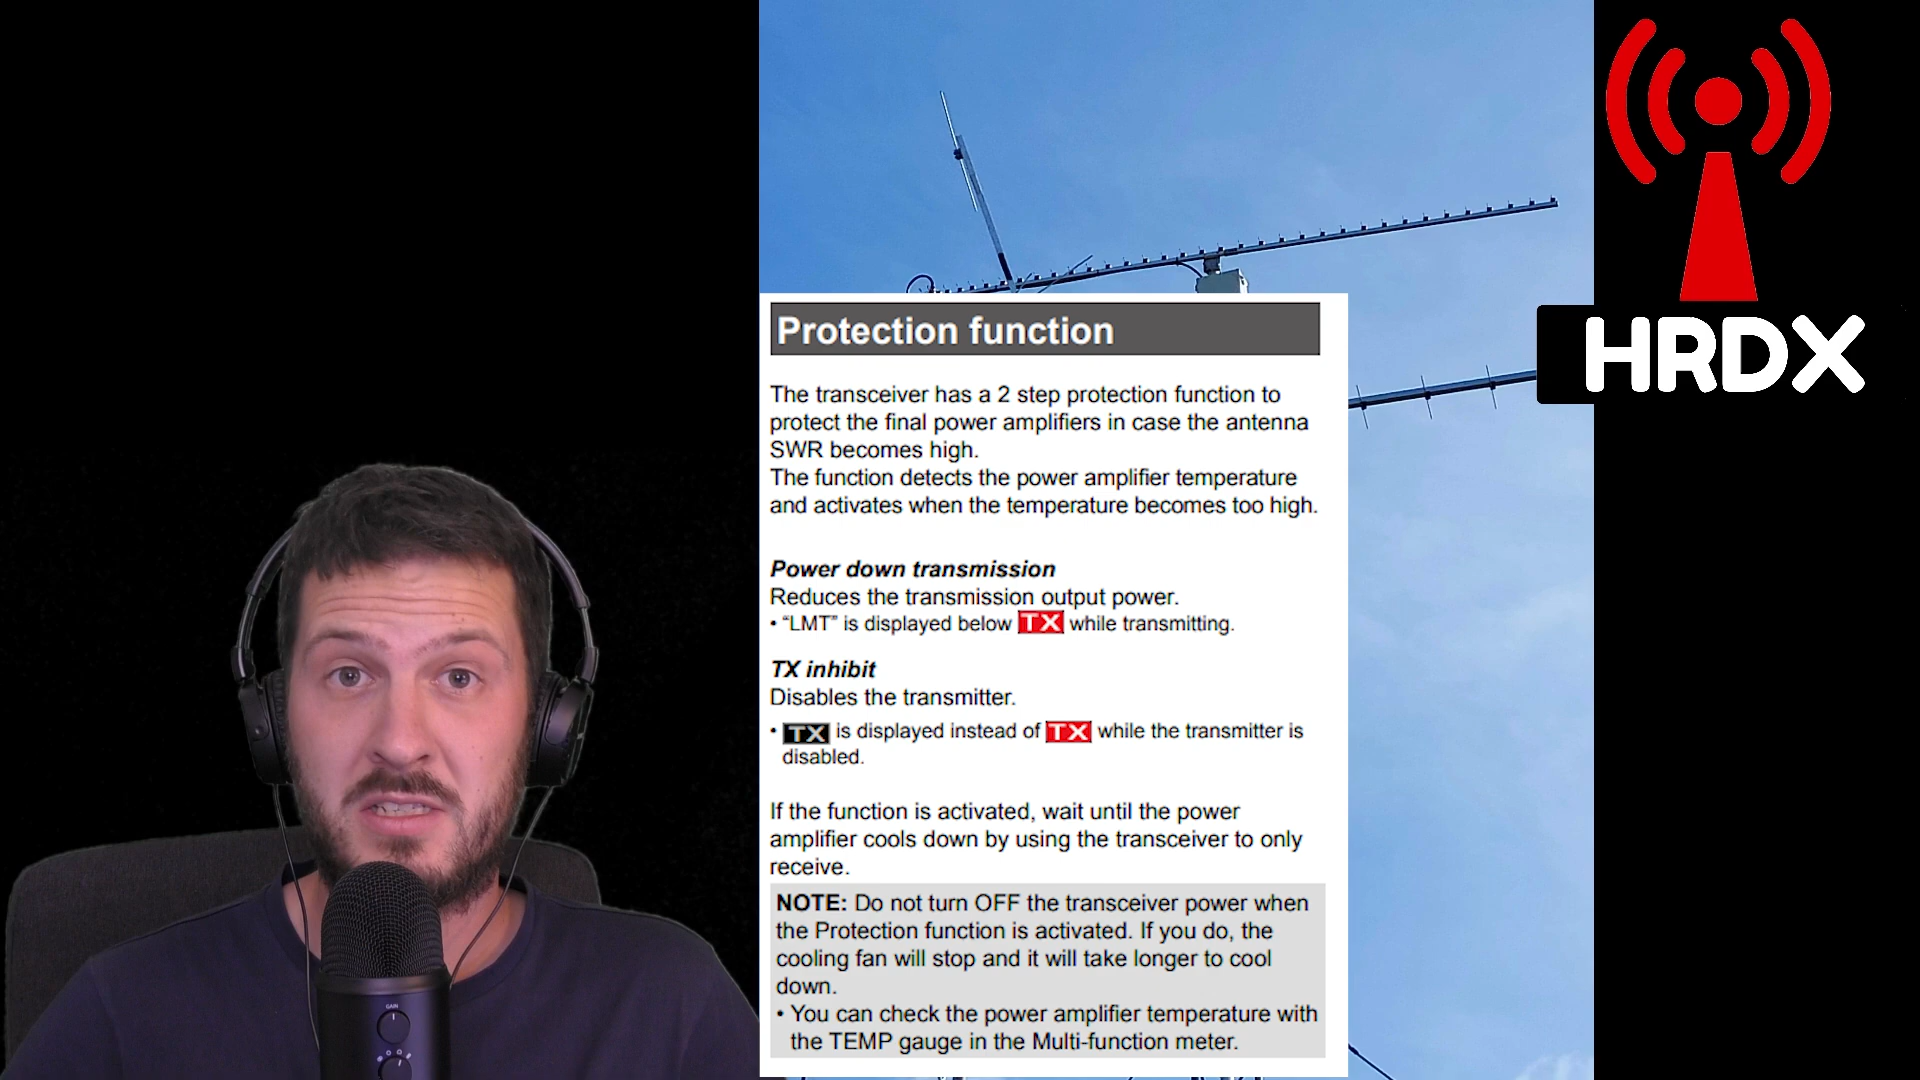 HRDX
Protection function
The transceiver has a 2 step protection function to
protect the final power amplifiers in case the antenna
SWR becomes high.
The function detects the power amplifier temperature
and activates when the temperature becomes too high.
Power down transmission
Reduces the transmission output power.
• “LMT” is displayed below TX while transmitting.
TX inhibit
Disables the transmitter.
• TX is displayed instead of TX while the transmitter is
disabled.
If the function is activated, wait until the power
amplifier cools down by using the transceiver to only
receive.
NOTE: Do not turn OFF the transceiver power when
the Protection function is activated. If you do, the
cooling fan will stop and it will take longer to cool
down.
• You can check the power amplifier temperature with
the TEMP gauge in the Multi-function meter.
GAIN